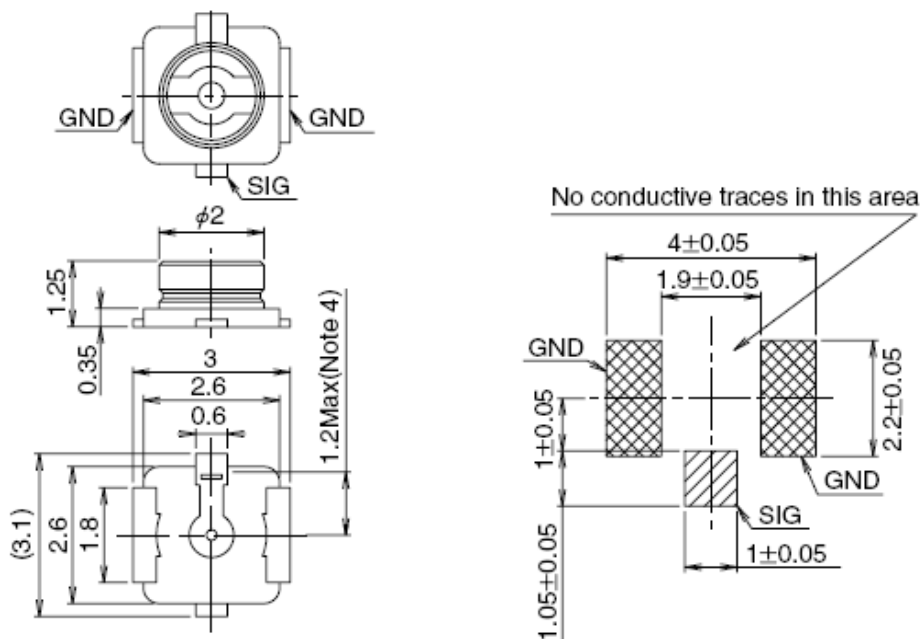 GND
GND
SIG
ϕ2
1.25
0.35
3
2.6
0.6
1.2Max(Note 4)
(3.1)
2.6
1.8
No conductive traces in this area
4±0.05
1.9±0.05
GND
2.2±0.05
1±0.05
GND
SIG
1.05±0.05
1±0.05